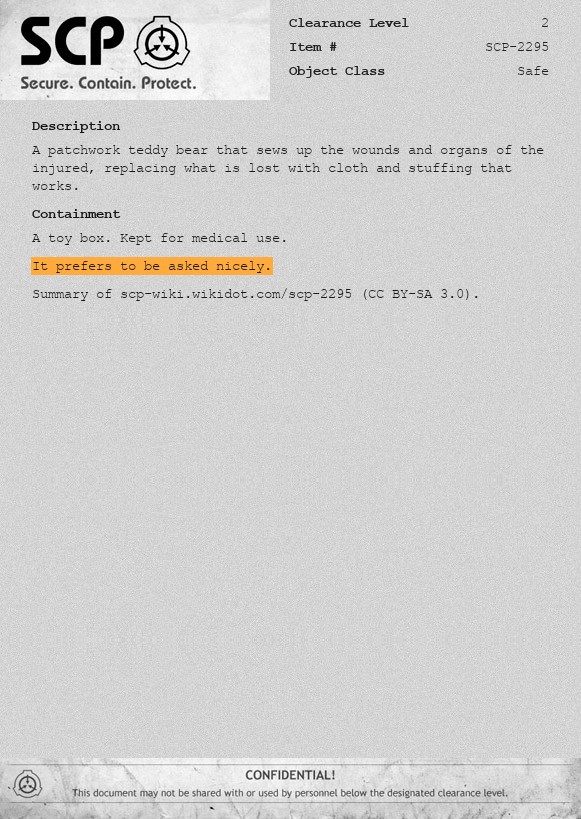 SCP
Secure. Contain. Protect.
Clearance Level 2
Item # SCP-2295
Object Class Safe
Description
A patchwork teddy bear that sews up the wounds and organs of the
injured, replacing what is lost with cloth and stuffing that
works.
Containment
A toy box. Kept for medical use.
It prefers to be asked nicely.
Summary of scp-wiki.wikidot.com/scp-2295 (CC BY-SA 3.0).
CONFIDENTIAL!
This document may not be shared with or used by personnel below the designated clearance level.